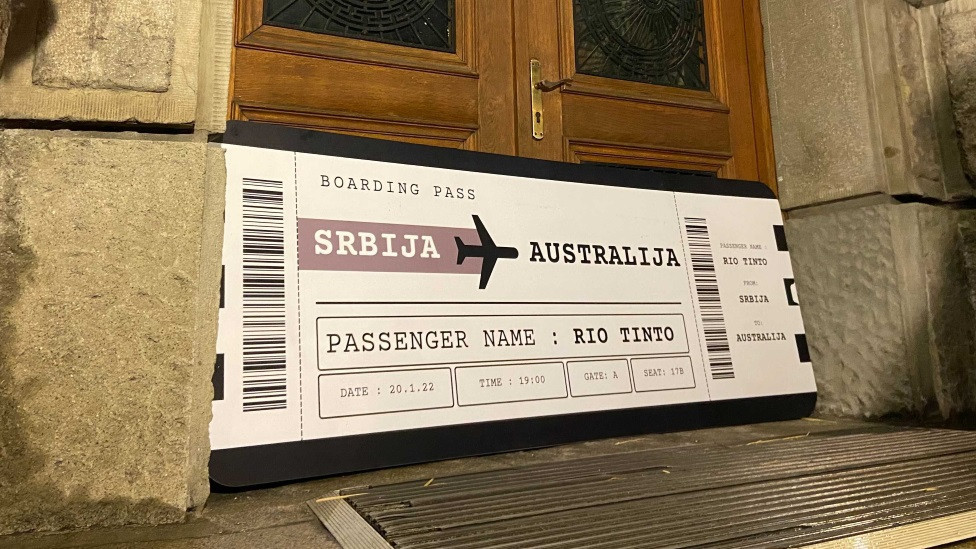 BOARDING PASS
SRBIJA AUSTRALIJA
PASSENGER NAME : RIO TINTO
DATE : 20.1.22 TIME : 19:00 GATE: A SEAT: 17B
PASSENGER NAME :
RIO TINTO
FROM:
SRBIJA
TO:
AUSTRALIJA